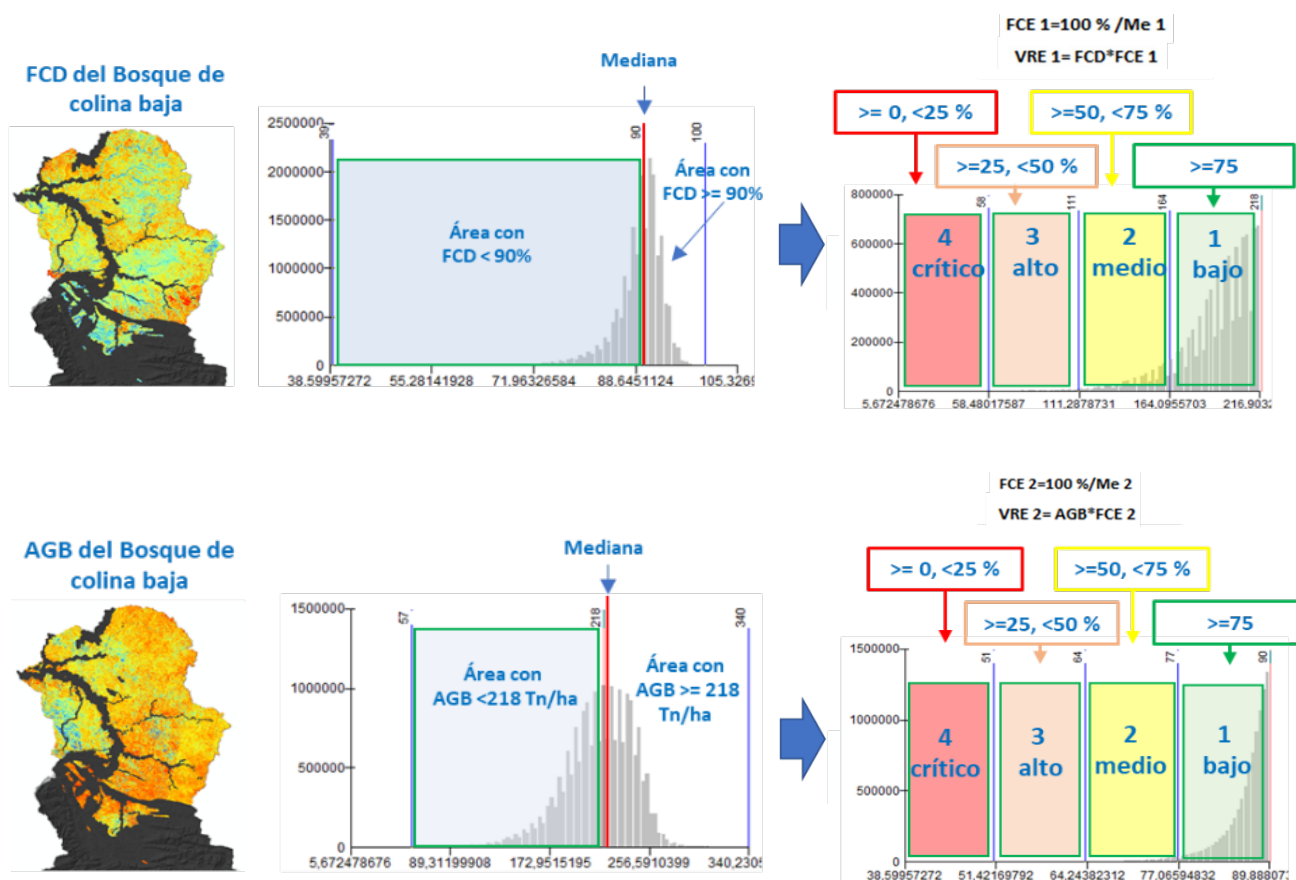 FCD del Bosque de
colina baja
Mediana
2500000
2000000
1500000
1000000
500000
0
39
90
100
Área con
FCD < 90%
Área con
FCD >= 90%
38.59957272
55.28141928
71.96326584
88.6451124
105.3269
FCE 1=100 % /Me 1
VRE 1= FCD*FCE 1
>= 0, <25 %
>=50, <75 %
>=25, <50 %
>=75
800000
600000
400000
200000
0
58
111
164
218
4
crítico
3
alto
2
medio
1
bajo
5,672478676
58,48017587
111,2878731
164,0955703
216,9032
AGB del Bosque de
colina baja
Mediana
1500000
1000000
500000
0
57
218
340
Área con
AGB <218 Tn/ha
Área con
AGB >= 218
Tn/ha
5,672478676
89,31199908
172,9515195
256,5910399
340,2305
FCE 2=100 %/Me 2
VRE 2= AGB*FCE 2
>= 0, <25 %
>=50, <75 %
>=25, <50 %
>=75
1500000
1000000
500000
0
51
64
77
90
4
crítico
3
alto
2
medio
1
bajo
38.59957272
51.42169792
64.24382312
77.06594832
89.888073